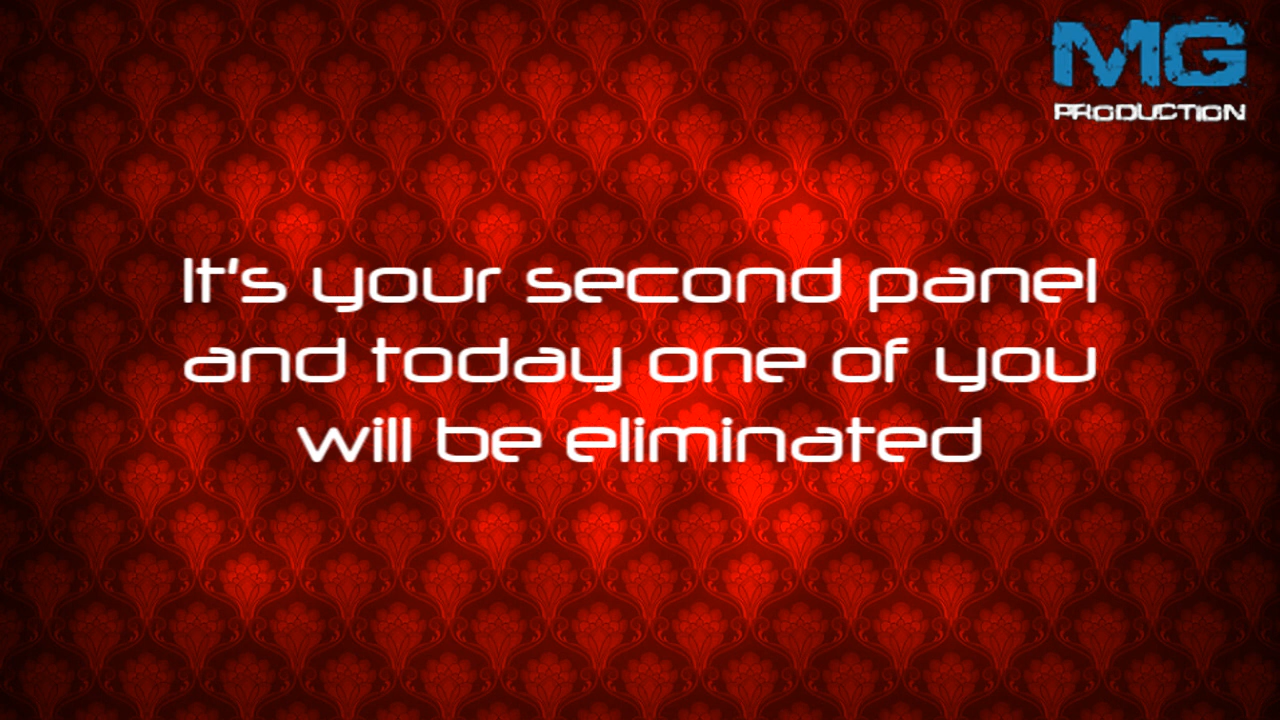 MG
PRODUCTION
It's your second panel
and today one of you
will be eliminated